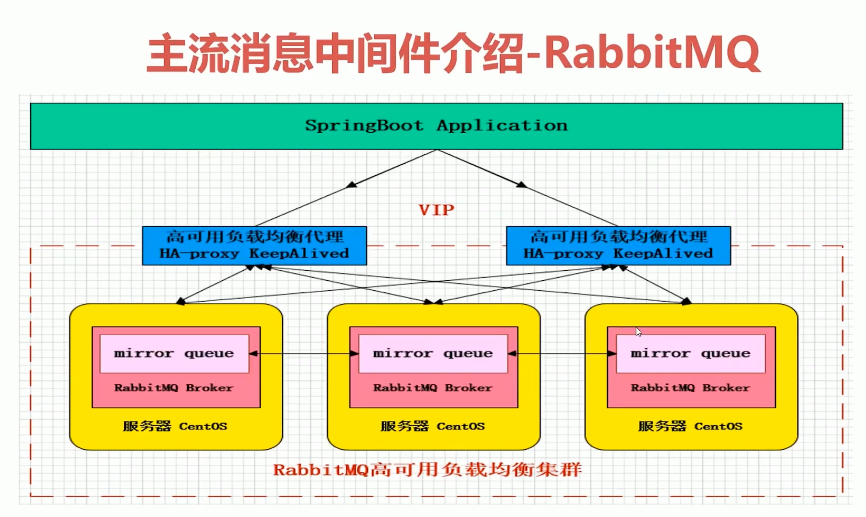 主流消息中间件介绍-RabbitMQ
SpringBoot Application
VIP
高可用负载均衡代理
HA-proxy KeepAlived
高可用负载均衡代理
HA-proxy KeepAlived
mirror queue
RabbitMQ Broker
服务器 CentOS
mirror queue
RabbitMQ Broker
服务器 CentOS
mirror queue
RabbitMQ Broker
服务器 CentOS
RabbitMQ高可用负载均衡集群